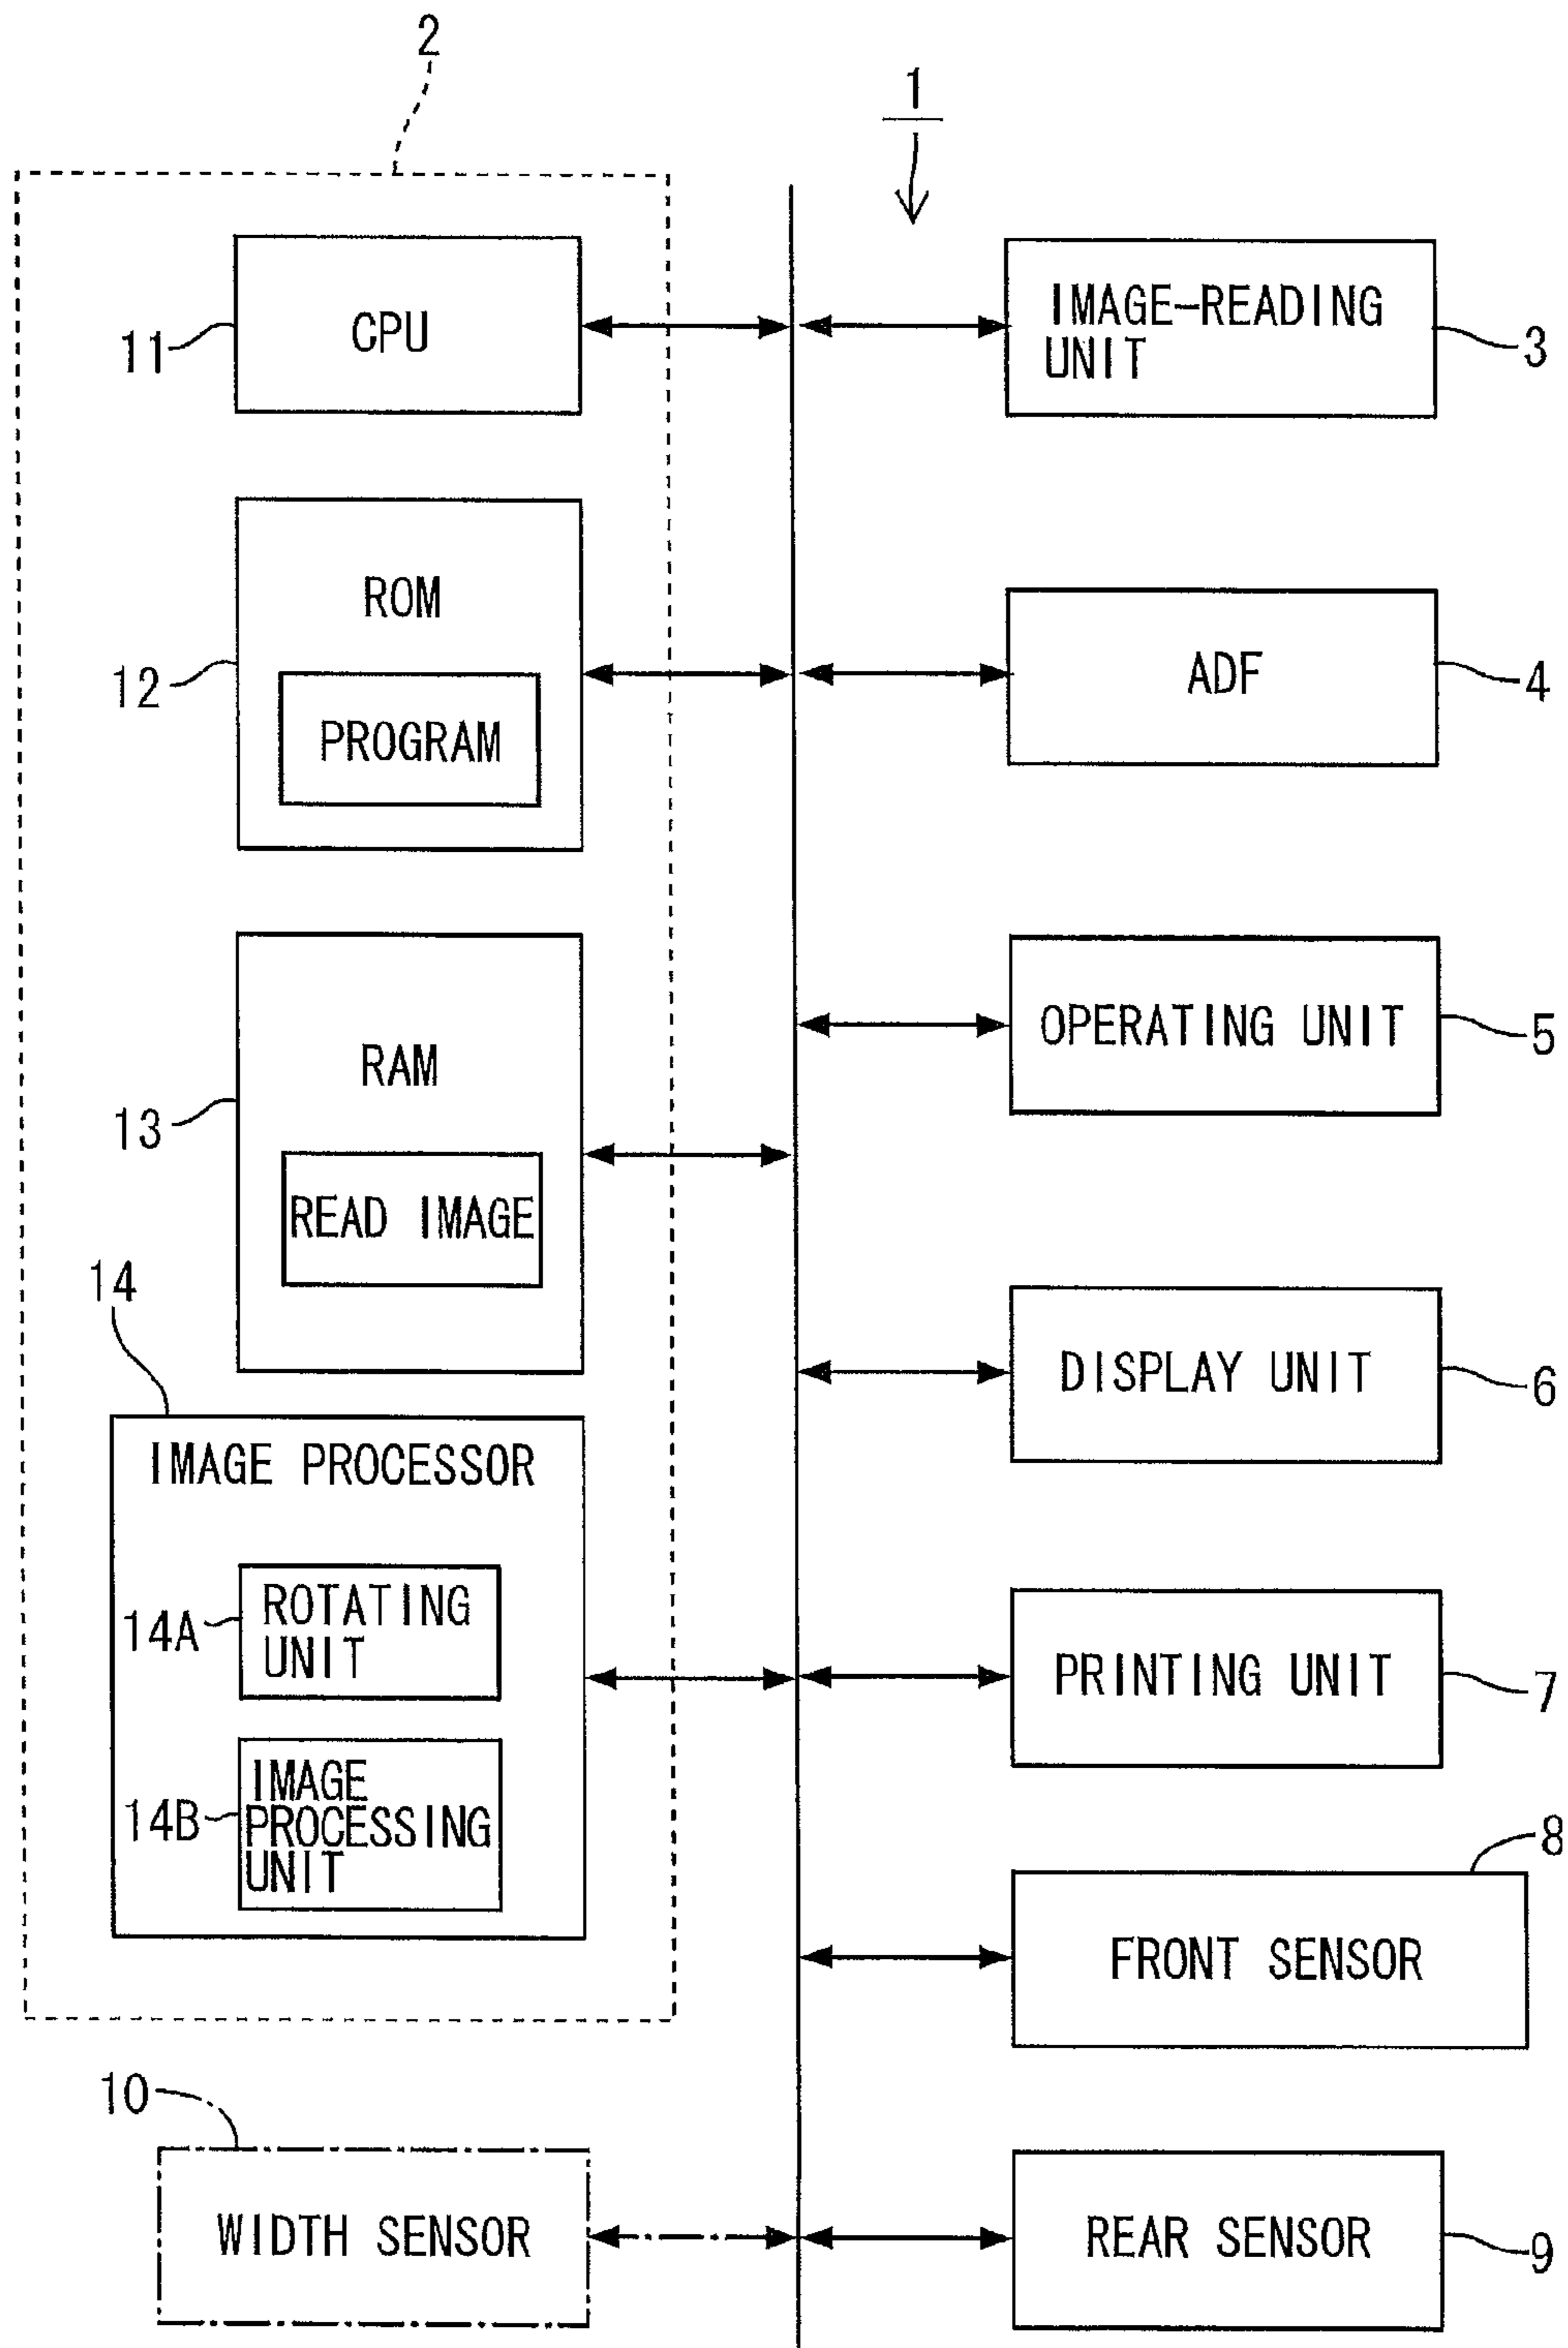 2
1
CPU
11
IMAGE-READING
UNIT
3
ROM
12
PROGRAM
ADF
4
RAM
13
READ IMAGE
OPERATING UNIT
5
14
IMAGE PROCESSOR
DISPLAY UNIT
6
14A
ROTATING
UNIT
14B
IMAGE
PROCESSING
UNIT
PRINTING UNIT
7
8
FRONT SENSOR
10
WIDTH SENSOR
REAR SENSOR
9